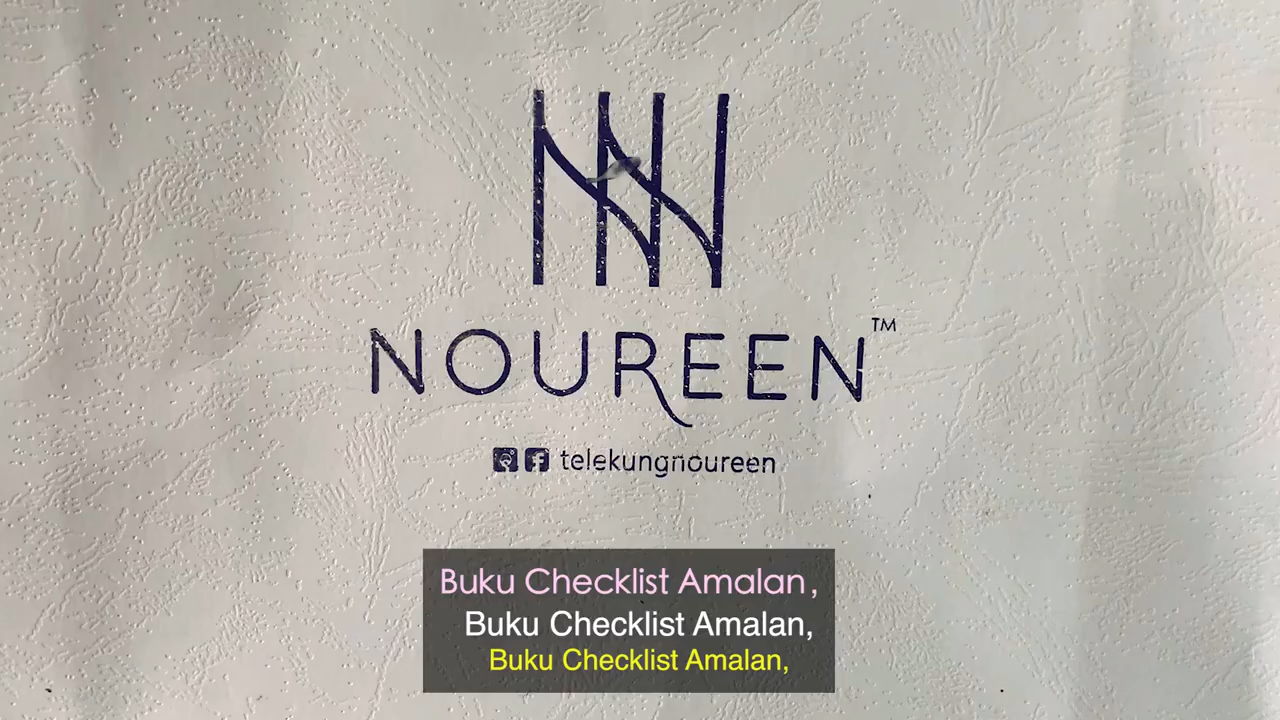 NOUREEN™
telekungnoureen
Buku Checklist Amalan,
Buku Checklist Amalan,
Buku Checklist Amalan,